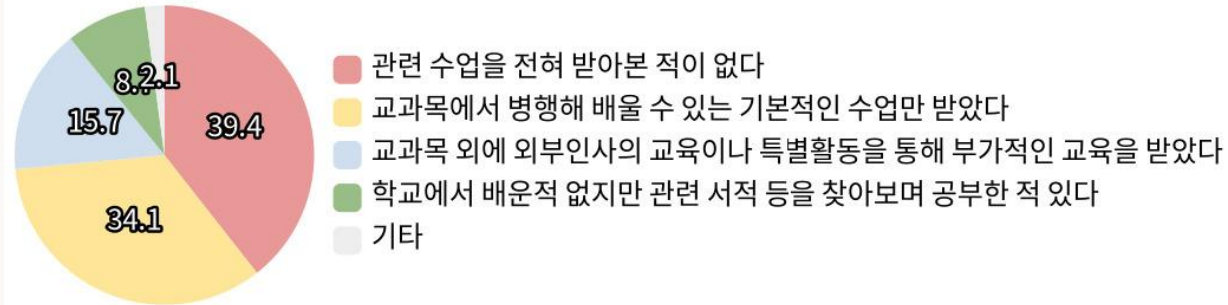 관련 수업을 전혀 받아본 적이 없다
교과목에서 병행해 배울 수 있는 기본적인 수업만 받았다
교과목 외에 외부인사의 교육이나 특별활동을 통해 부가적인 교육을 받았다
학교에서 배운적 없지만 관련 서적 등을 찾아보며 공부한 적 있다
기타
2.1
39.4
15.7
34.1